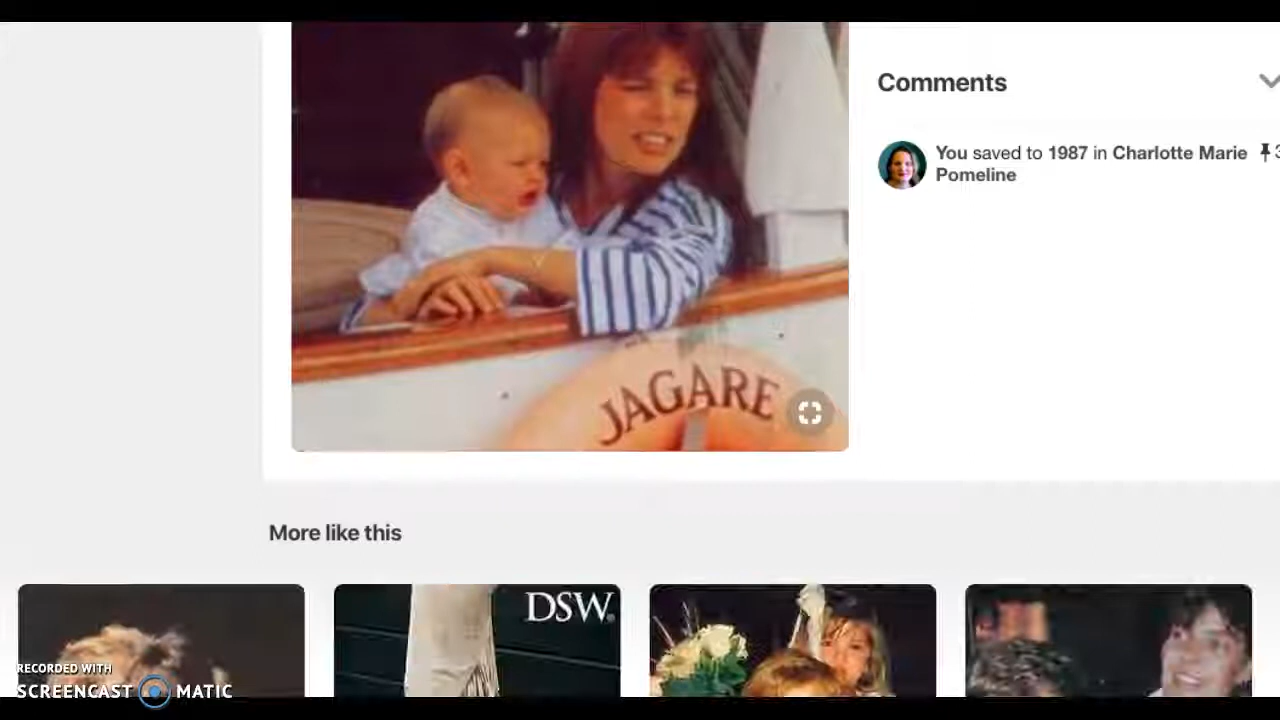 Comments
You saved to 1987 in Charlotte Marie
Pomeline
JAGARE
More like this
DSW
RECORDED WITH
SCREENCAST MATIC